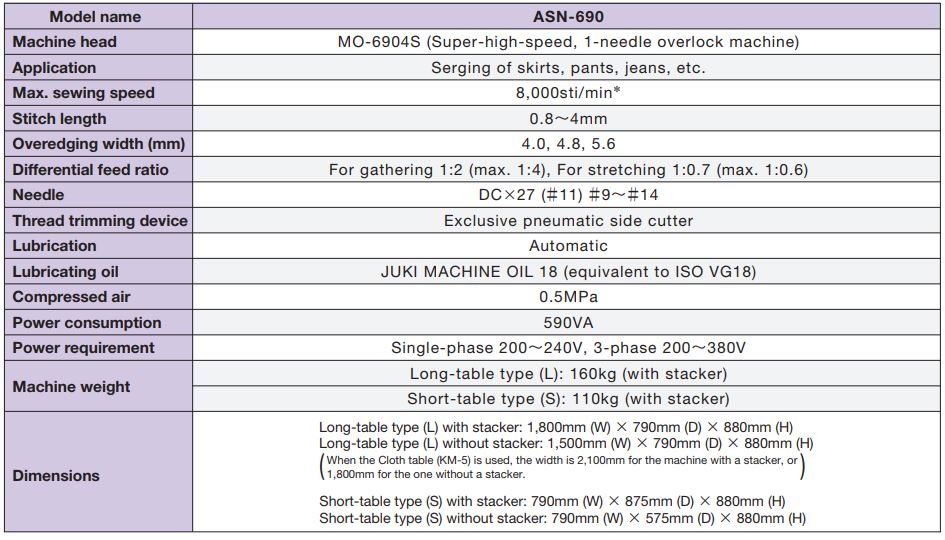 Model name ASN-690
Machine head MO-6904S (Super-high-speed, 1-needle overlock machine)
Application Serging of skirts, pants, jeans, etc.
Max. sewing speed 8,000sti/min*
Stitch length 0.8～4mm
Overedging width (mm) 4.0, 4.8, 5.6
Differential feed ratio For gathering 1:2 (max. 1:4), For stretching 1:0.7 (max. 1:0.6)
Needle DC×27 (♯11) ♯9～♯14
Thread trimming device Exclusive pneumatic side cutter
Lubrication Automatic
Lubricating oil JUKI MACHINE OIL 18 (equivalent to ISO VG18)
Compressed air 0.5MPa
Power consumption 590VA
Power requirement Single-phase 200～240V, 3-phase 200～380V
Machine weight
Long-table type (L): 160kg (with stacker)
Short-table type (S): 110kg (with stacker)
Dimensions
Long-table type (L) with stacker: 1,800mm (W) × 790mm (D) × 880mm (H)
Long-table type (L) without stacker: 1,500mm (W) × 790mm (D) × 880mm (H)
(When the Cloth table (KM-5) is used, the width is 2,100mm for the machine with a stacker, or
1,800mm for the one without a stacker.)
Short-table type (S) with stacker: 790mm (W) × 875mm (D) × 880mm (H)
Short-table type (S) without stacker: 790mm (W) × 575mm (D) × 880mm (H)